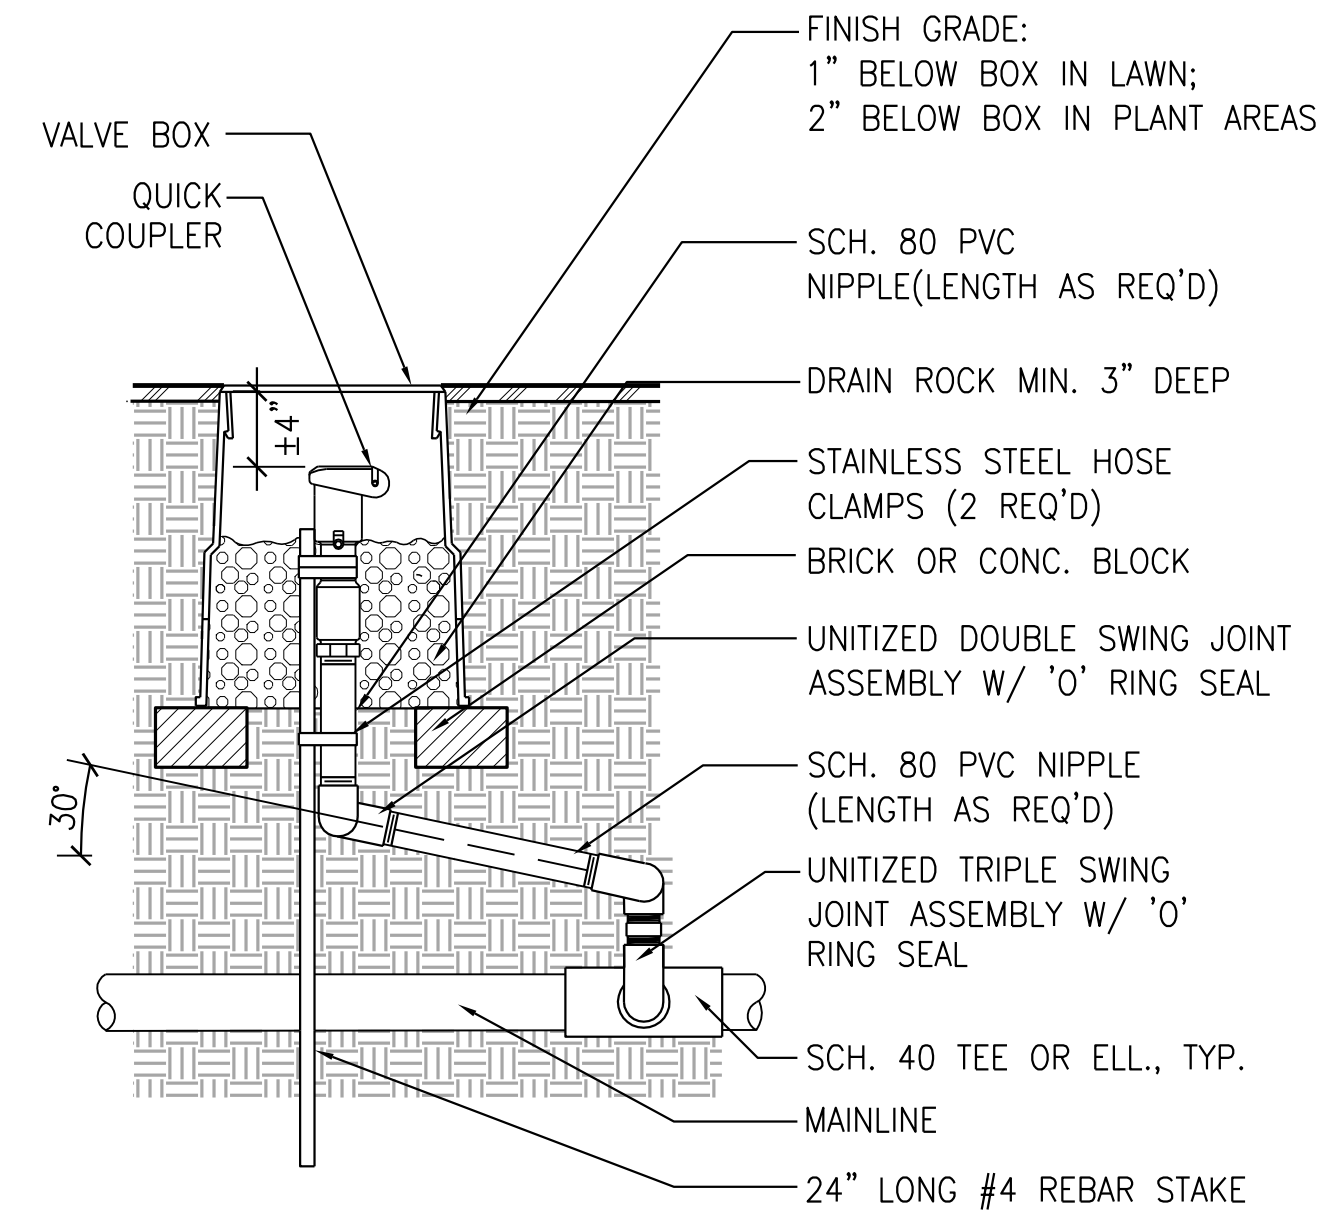 FINISH GRADE:
1" BELOW BOX IN LAWN;
2" BELOW BOX IN PLANT AREAS
VALVE BOX
QUICK
COUPLER
SCH. 80 PVC
NIPPLE(LENGTH AS REQ'D)
DRAIN ROCK MIN. 3" DEEP
±4"
STAINLESS STEEL HOSE
CLAMPS (2 REQ'D)
BRICK OR CONC. BLOCK
UNITIZED DOUBLE SWING JOINT
ASSEMBLY W/ 'O' RING SEAL
30°
SCH. 80 PVC NIPPLE
(LENGTH AS REQ'D)
UNITIZED TRIPLE SWING
JOINT ASSEMBLY W/ 'O'
RING SEAL
SCH. 40 TEE OR ELL., TYP.
MAINLINE
24" LONG #4 REBAR STAKE